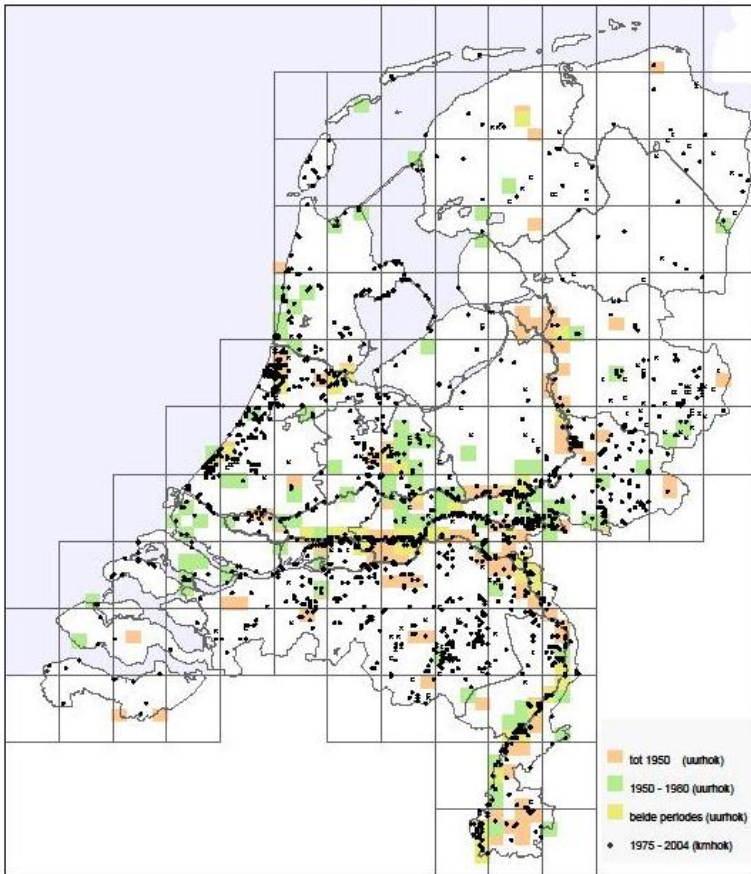 tot 1950 (uurhok)
1950 - 1980 (uurhok)
beide periodes (uurhok)
1975 - 2004 (kmhok)